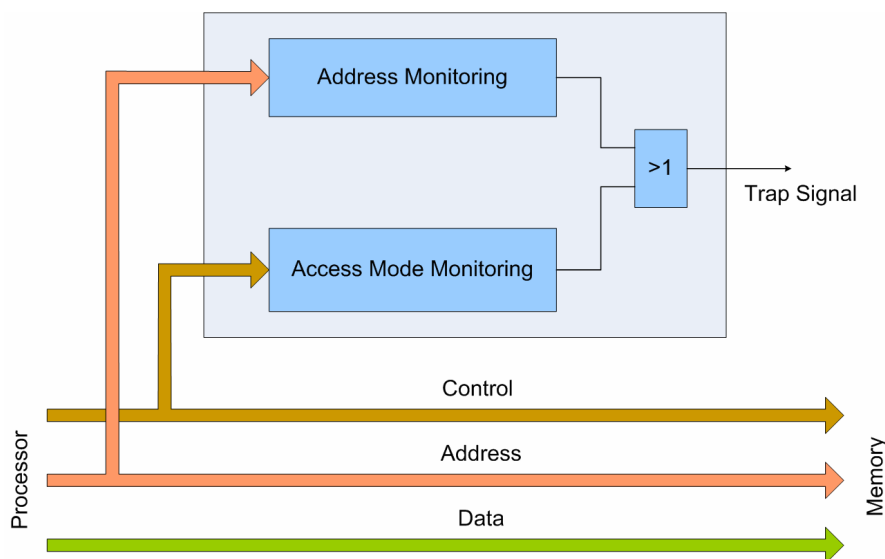 Address Monitoring
>1
Trap Signal
Access Mode Monitoring
Control
Address
Data
Processor
Memory